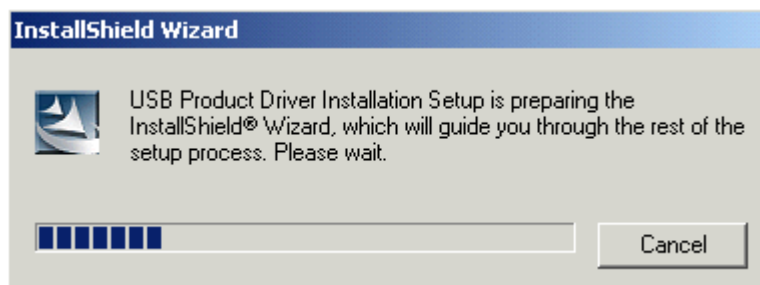 InstallShield Wizard
USB Product Driver Installation Setup is preparing the
InstallShield® Wizard, which will guide you through the rest of the
setup process. Please wait.
Cancel